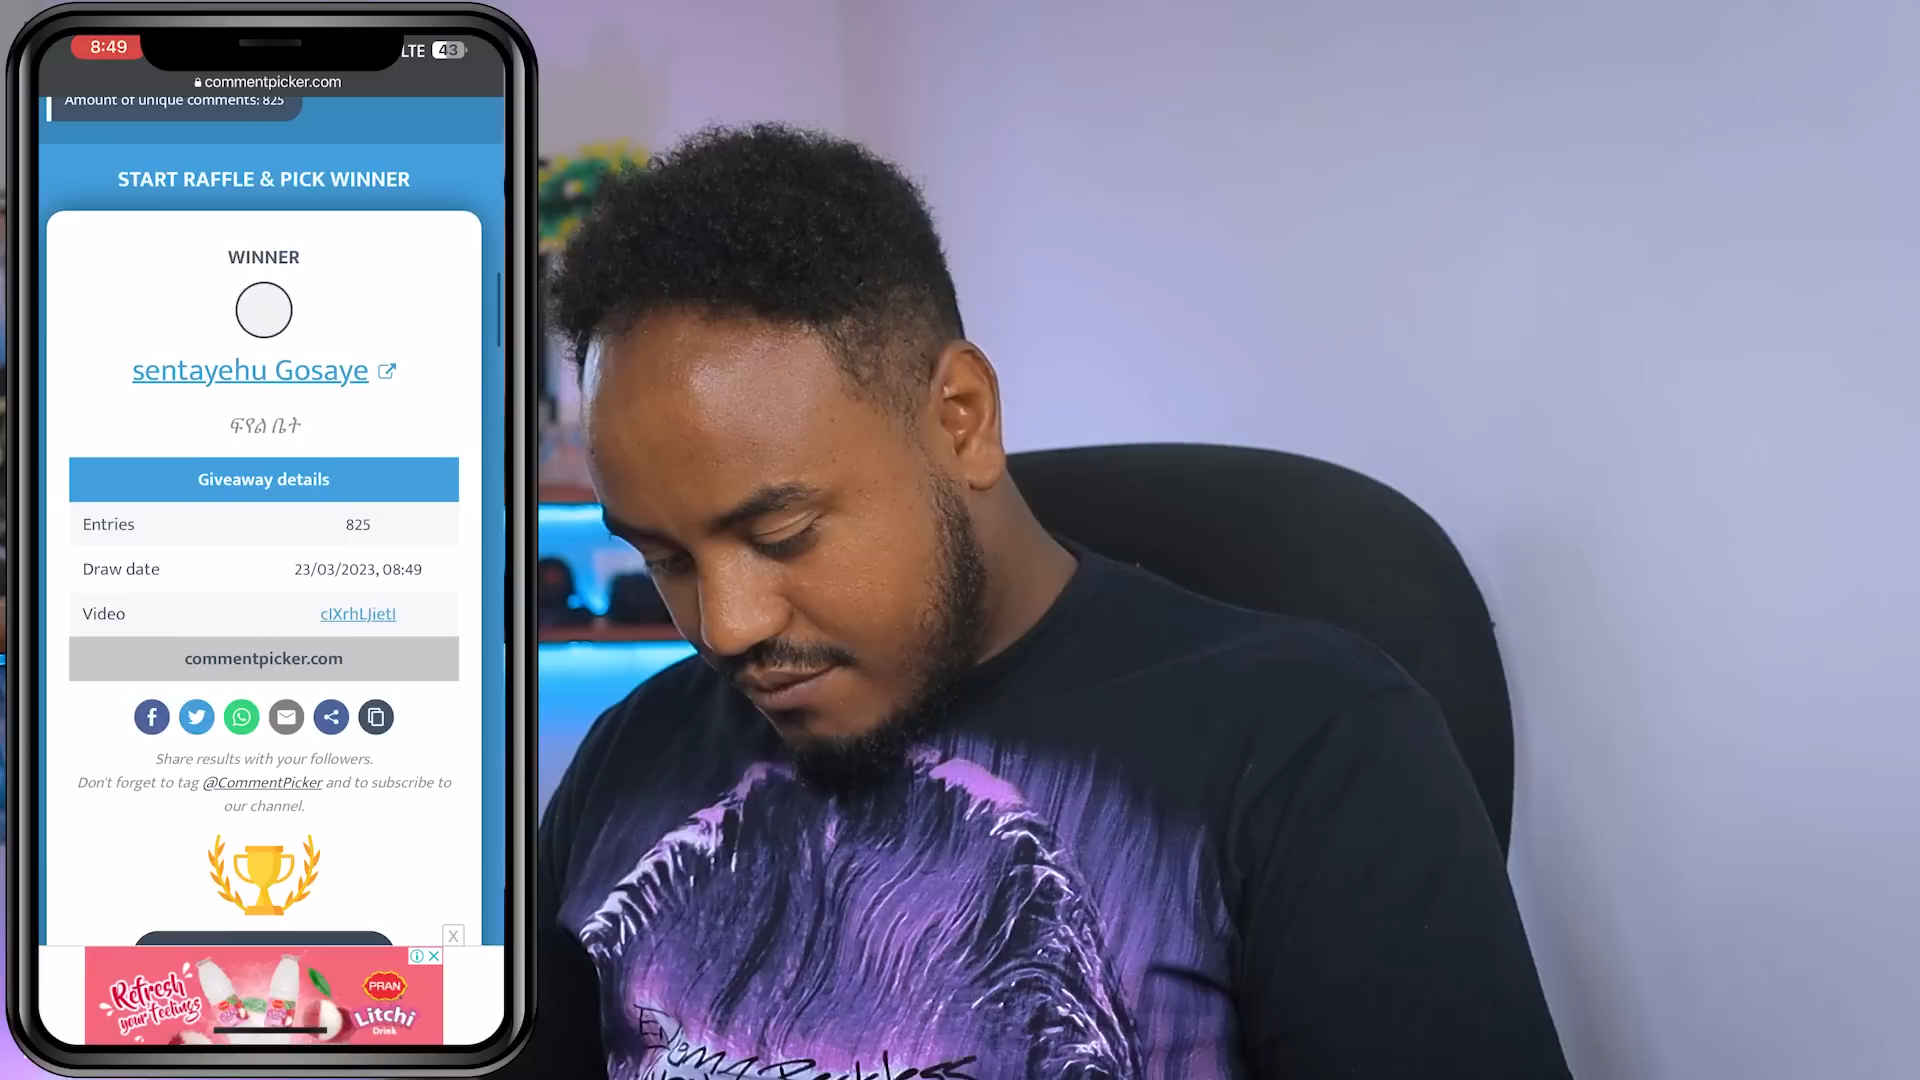 8:49
LTE 43
commentpicker.com
Amount of unique comments: 825
START RAFFLE & PICK WINNER
WINNER
sentayehu Gosaye
ፍየል ቤት
Giveaway details
Entries 825
Draw date 23/03/2023, 08:49
Video cIXrhLJietI
commentpicker.com
Share results with your followers.
Don't forget to tag @CommentPicker and to subscribe to
our channel.
X
Refresh
your feelings
PRAN
Litchi
Drink